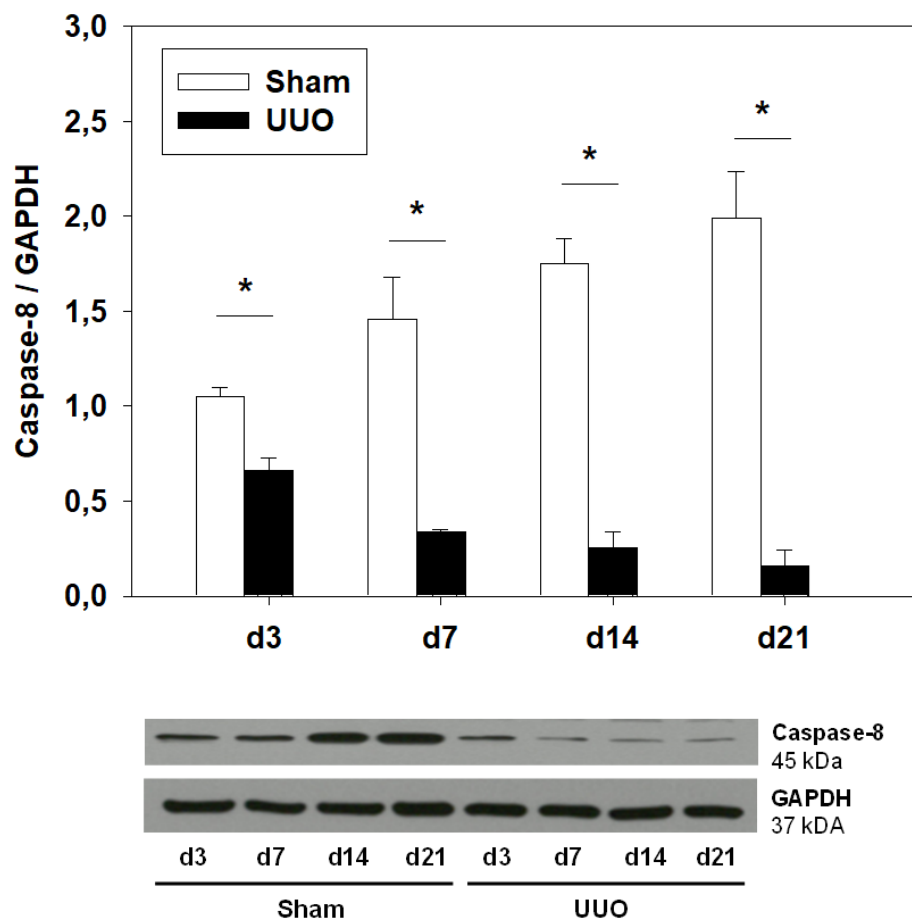 Caspase-8 / GAPDH
3,0
2,5
2,0
1,5
1,0
0,5
0,0
Sham
UUO
*
*
*
*
d3 d7 d14 d21
Caspase-8
45 kDa
GAPDH
37 kDA
d3 d7 d14 d21 d3 d7 d14 d21
Sham UUO